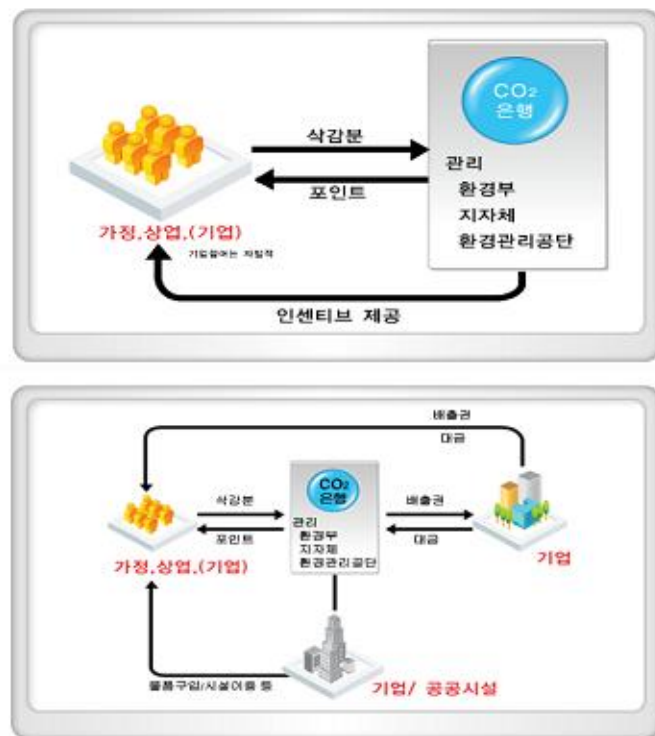 CO₂
은행
삭감분
관리
포인트
환경부
지자체
환경관리공단
가정.상업.(기업)
기업참여는 자발적
인센티브 제공
배출권
대금
CO₂
은행
삭감분
배출권
관리
포인트
환경부
대금
지자체
환경관리공단
가정.상업.(기업)
기업
물품구입/시설이용 등
기업/ 공공시설